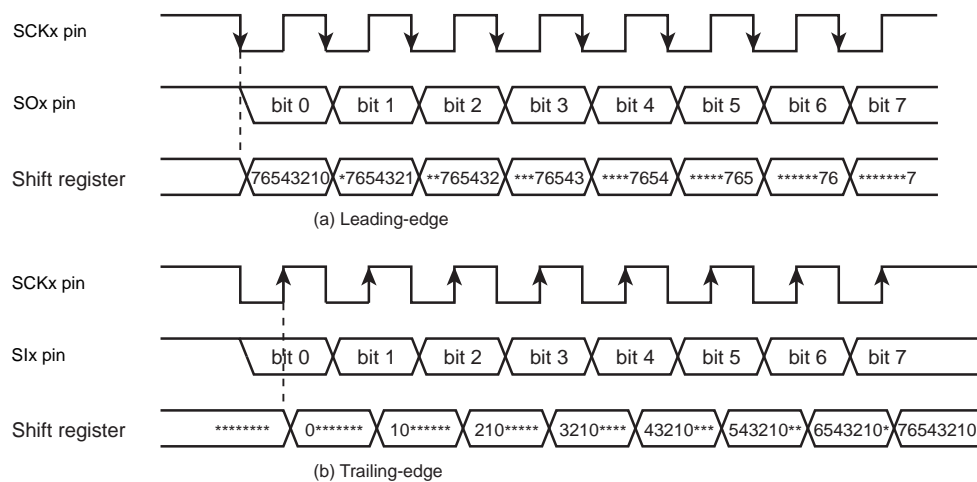 SCKx pin
SOx pin
bit 0 bit 1 bit 2 bit 3 bit 4 bit 5 bit 6 bit 7
Shift register
76543210 *7654321 **765432 ***76543 ****7654 *****765 ******76 *******7
(a) Leading-edge
SCKx pin
SIx pin
bit 0 bit 1 bit 2 bit 3 bit 4 bit 5 bit 6 bit 7
Shift register
******** 0******* 10****** 210***** 3210**** 43210*** 543210** 6543210* 76543210
(b) Trailing-edge